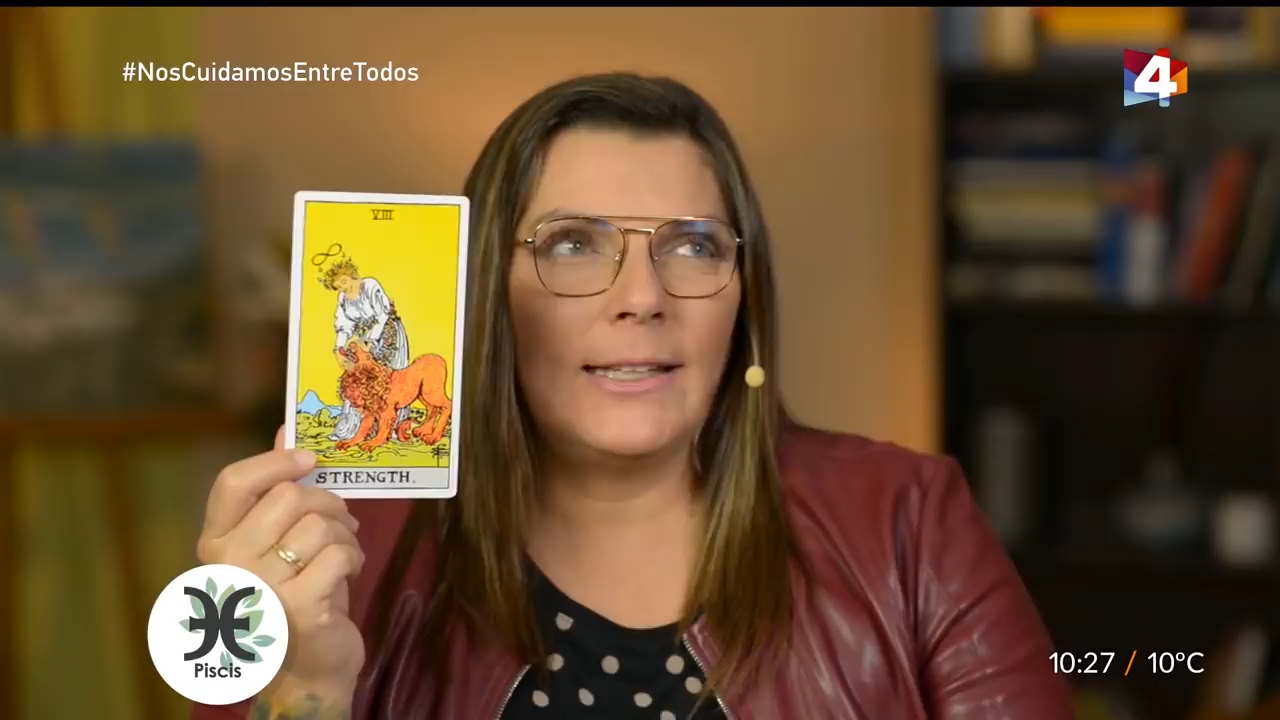 #NosCuidamosEntreTodos
4
VIII
STRENGTH.
Piscis
10:27 / 10°C